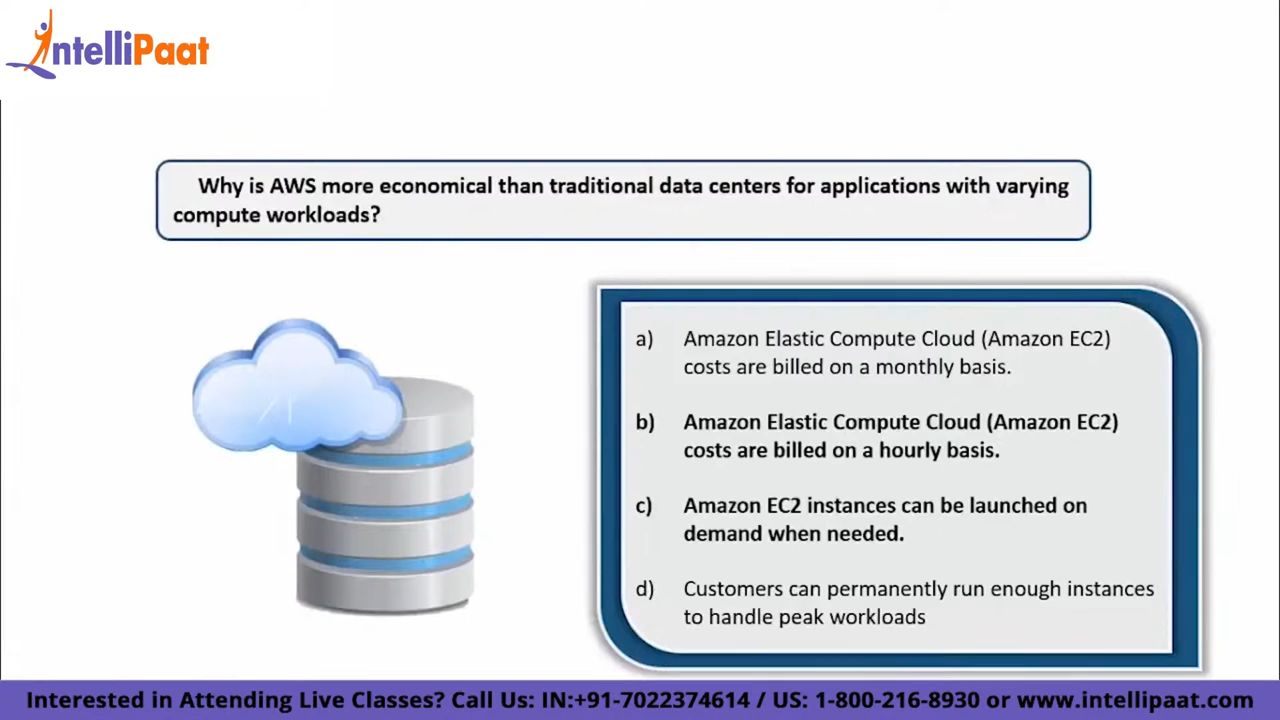 IntelliPaat
Why is AWS more economical than traditional data centers for applications with varying
compute workloads?
a) Amazon Elastic Compute Cloud (Amazon EC2)
costs are billed on a monthly basis.
b) Amazon Elastic Compute Cloud (Amazon EC2)
costs are billed on a hourly basis.
c) Amazon EC2 instances can be launched on
demand when needed.
d) Customers can permanently run enough instances
to handle peak workloads
Interested in Attending Live Classes? Call Us: IN:+91-7022374614 / US: 1-800-216-8930 or www.intellipaat.com